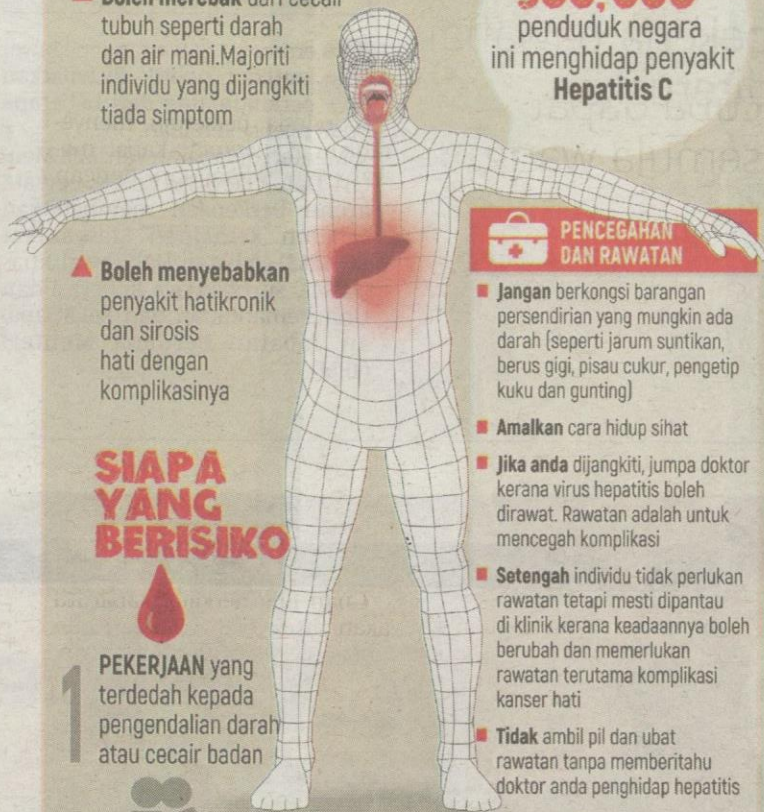 Boleh merebak dari cecair
tubuh seperti darah
dan air mani.Majoriti
individu yang dijangkiti
tiada simptom
Boleh menyebabkan
penyakit hatikronik
dan sirosis
hati dengan
komplikasinya
SIAPA
YANG
BERISIKO
1
PEKERJAAN yang
terdedah kepada
pengendalian darah
atau cecair badan
penduduk negara
ini menghidap penyakit
Hepatitis C
PENCEGAHAN
DAN RAWATAN
Jangan berkongsi barangan
persendirian yang mungkin ada
darah (seperti jarum suntikan,
berus gigi, pisau cukur, pengetip
kuku dan gunting)
Amalkan cara hidup sihat
Jika anda dijangkiti, jumpa doktor
kerana virus hepatitis boleh
dirawat. Rawatan adalah untuk
mencegah komplikasi
Setengah individu tidak perlukan
rawatan tetapi mesti dipantau
di klinik kerana keadaannya boleh
berubah dan memerlukan
rawatan terutama komplikasi
kanser hati
Tidak ambil pil dan ubat
rawatan tanpa memberitahu
doktor anda penghidap hepatitis